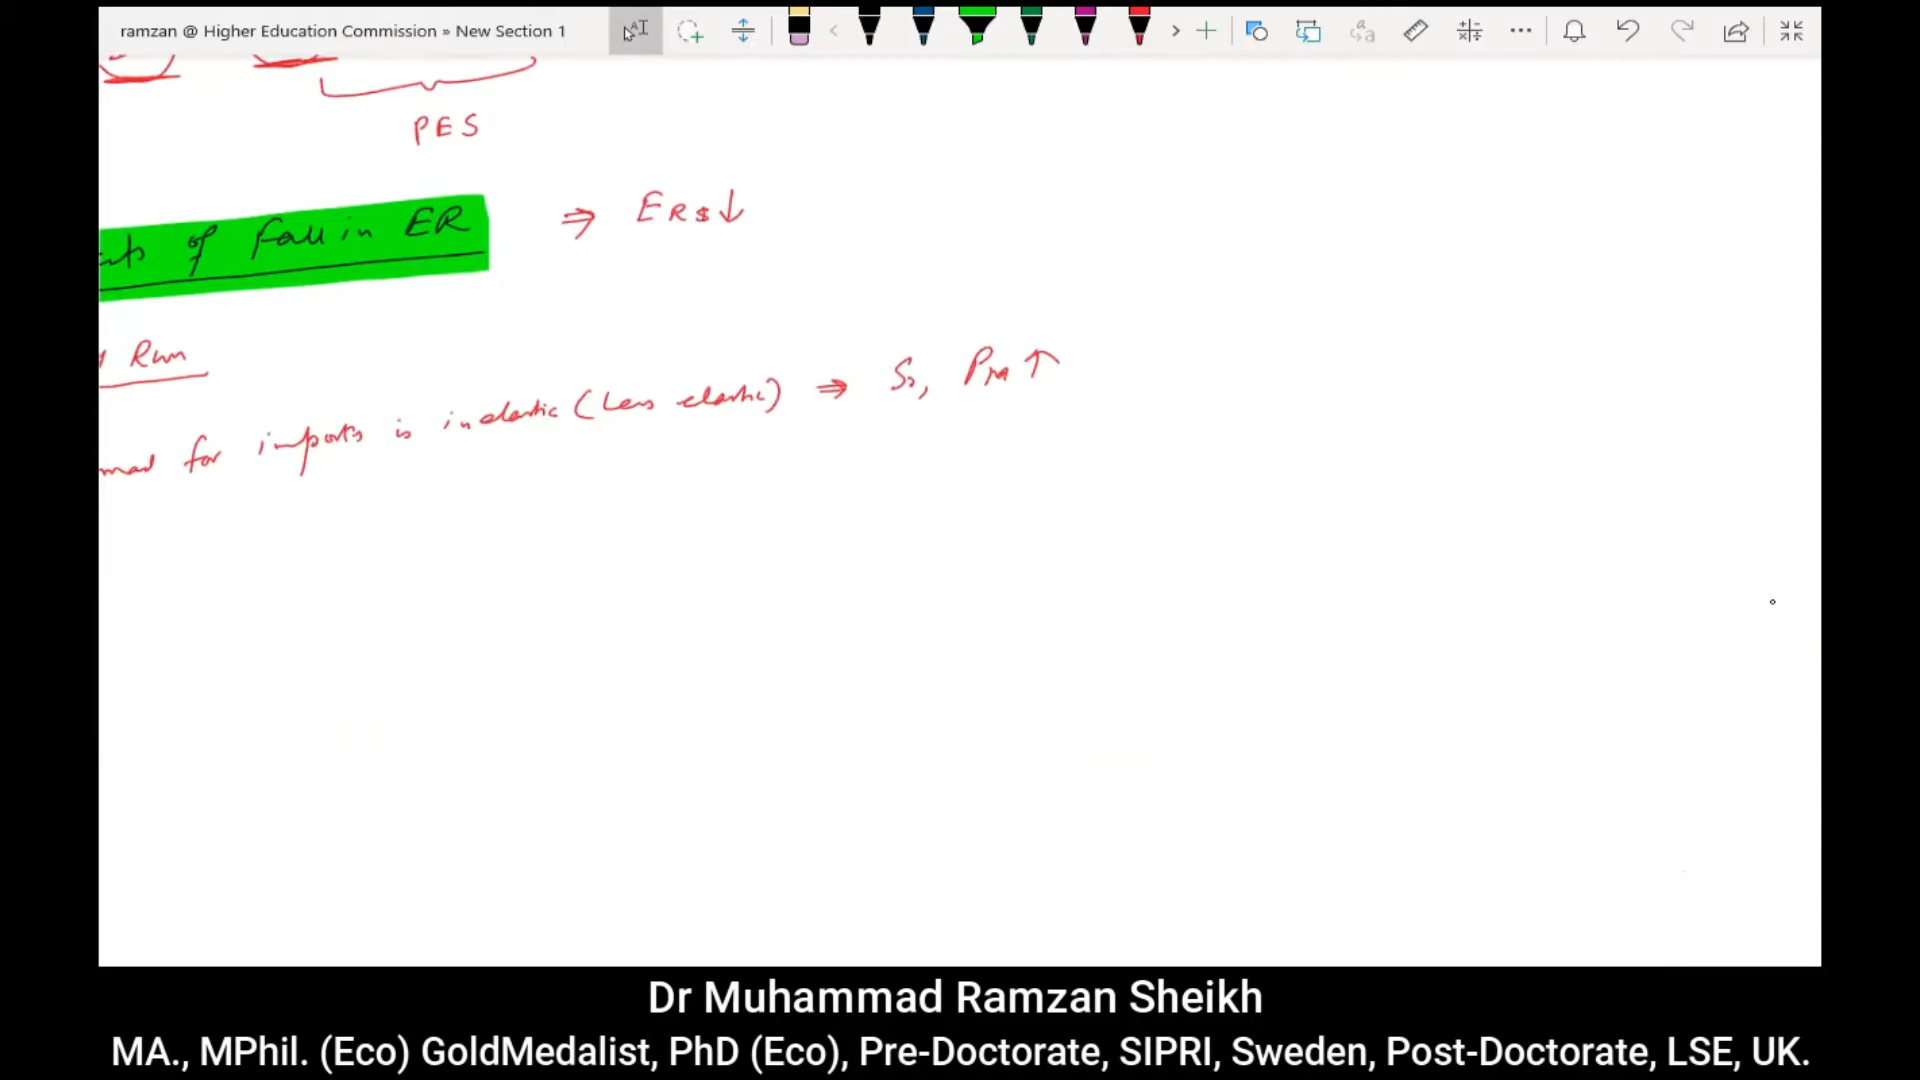 ramzan @ Higher Education Commission » New Section 1
PES
of fall in ER ⇒ ER$↓
Run
for imports is inelastic (Less elastic) ⇒ So, Pm ↑
Dr Muhammad Ramzan Sheikh
MA., MPhil. (Eco) GoldMedalist, PhD (Eco), Pre-Doctorate, SIPRI, Sweden, Post-Doctorate, LSE, UK.